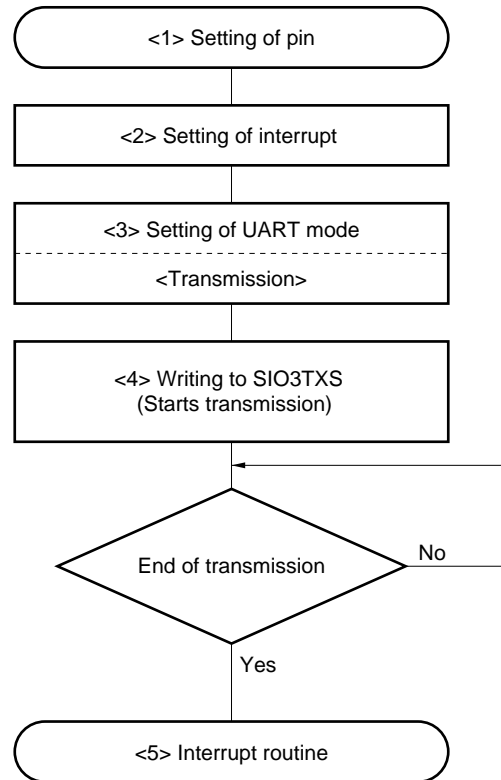 <1> Setting of pin
<2> Setting of interrupt
<3> Setting of UART mode
<Transmission>
<4> Writing to SIO3TXS
(Starts transmission)
End of transmission
No
Yes
<5> Interrupt routine